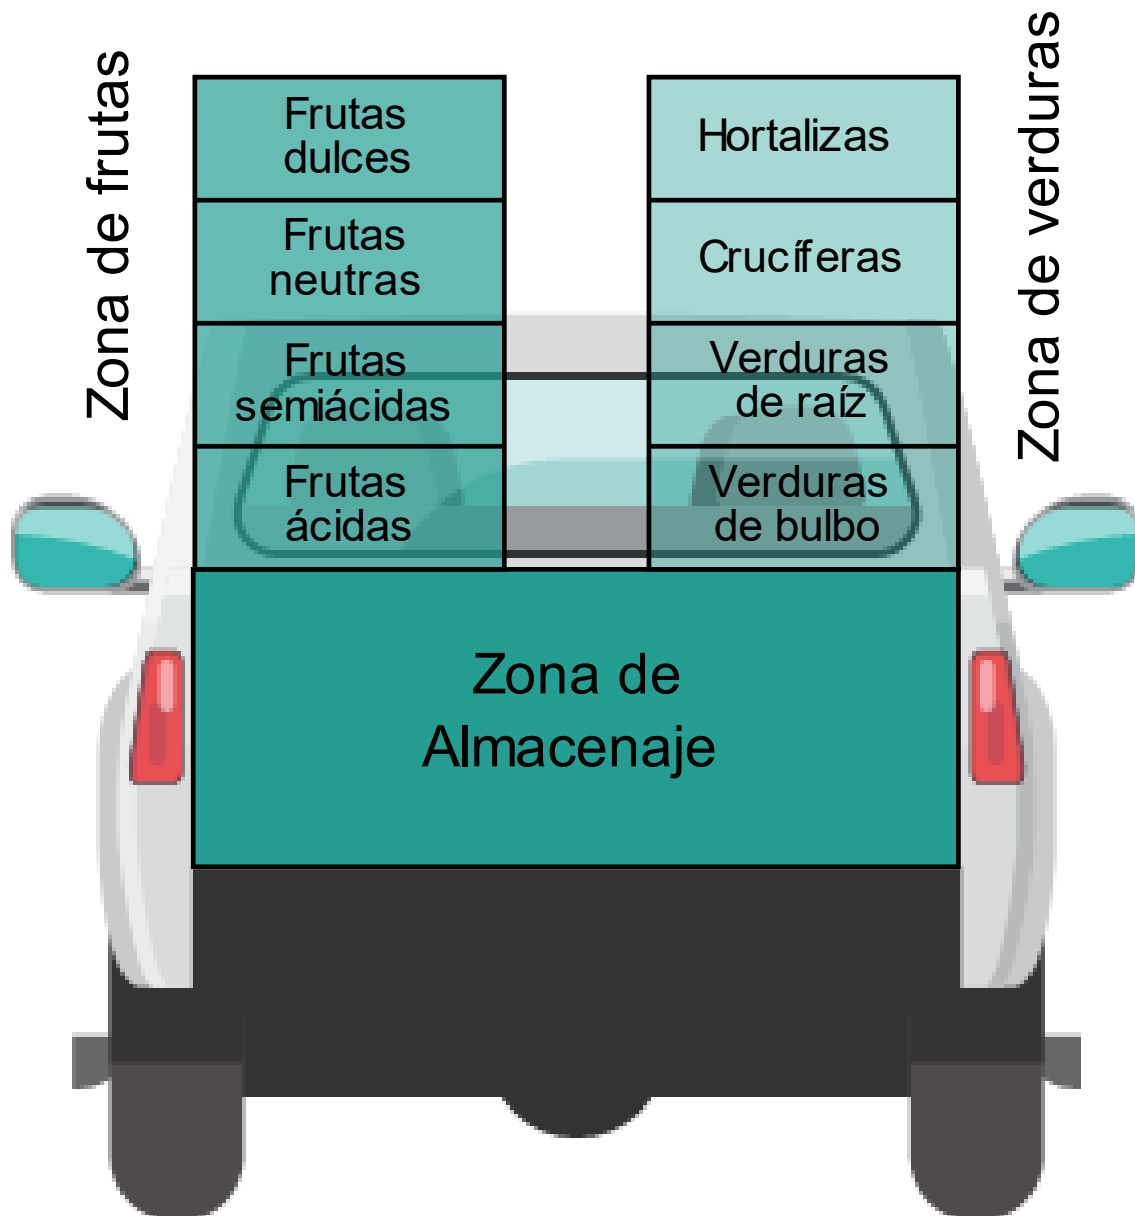 Zona de frutas
Frutas
dulces
Frutas
neutras
Frutas
semiácidas
Frutas
ácidas
Hortalizas
Crucíferas
Verduras
de raíz
Verduras
de bulbo
Zona de verduras
Zona de
Almacenaje